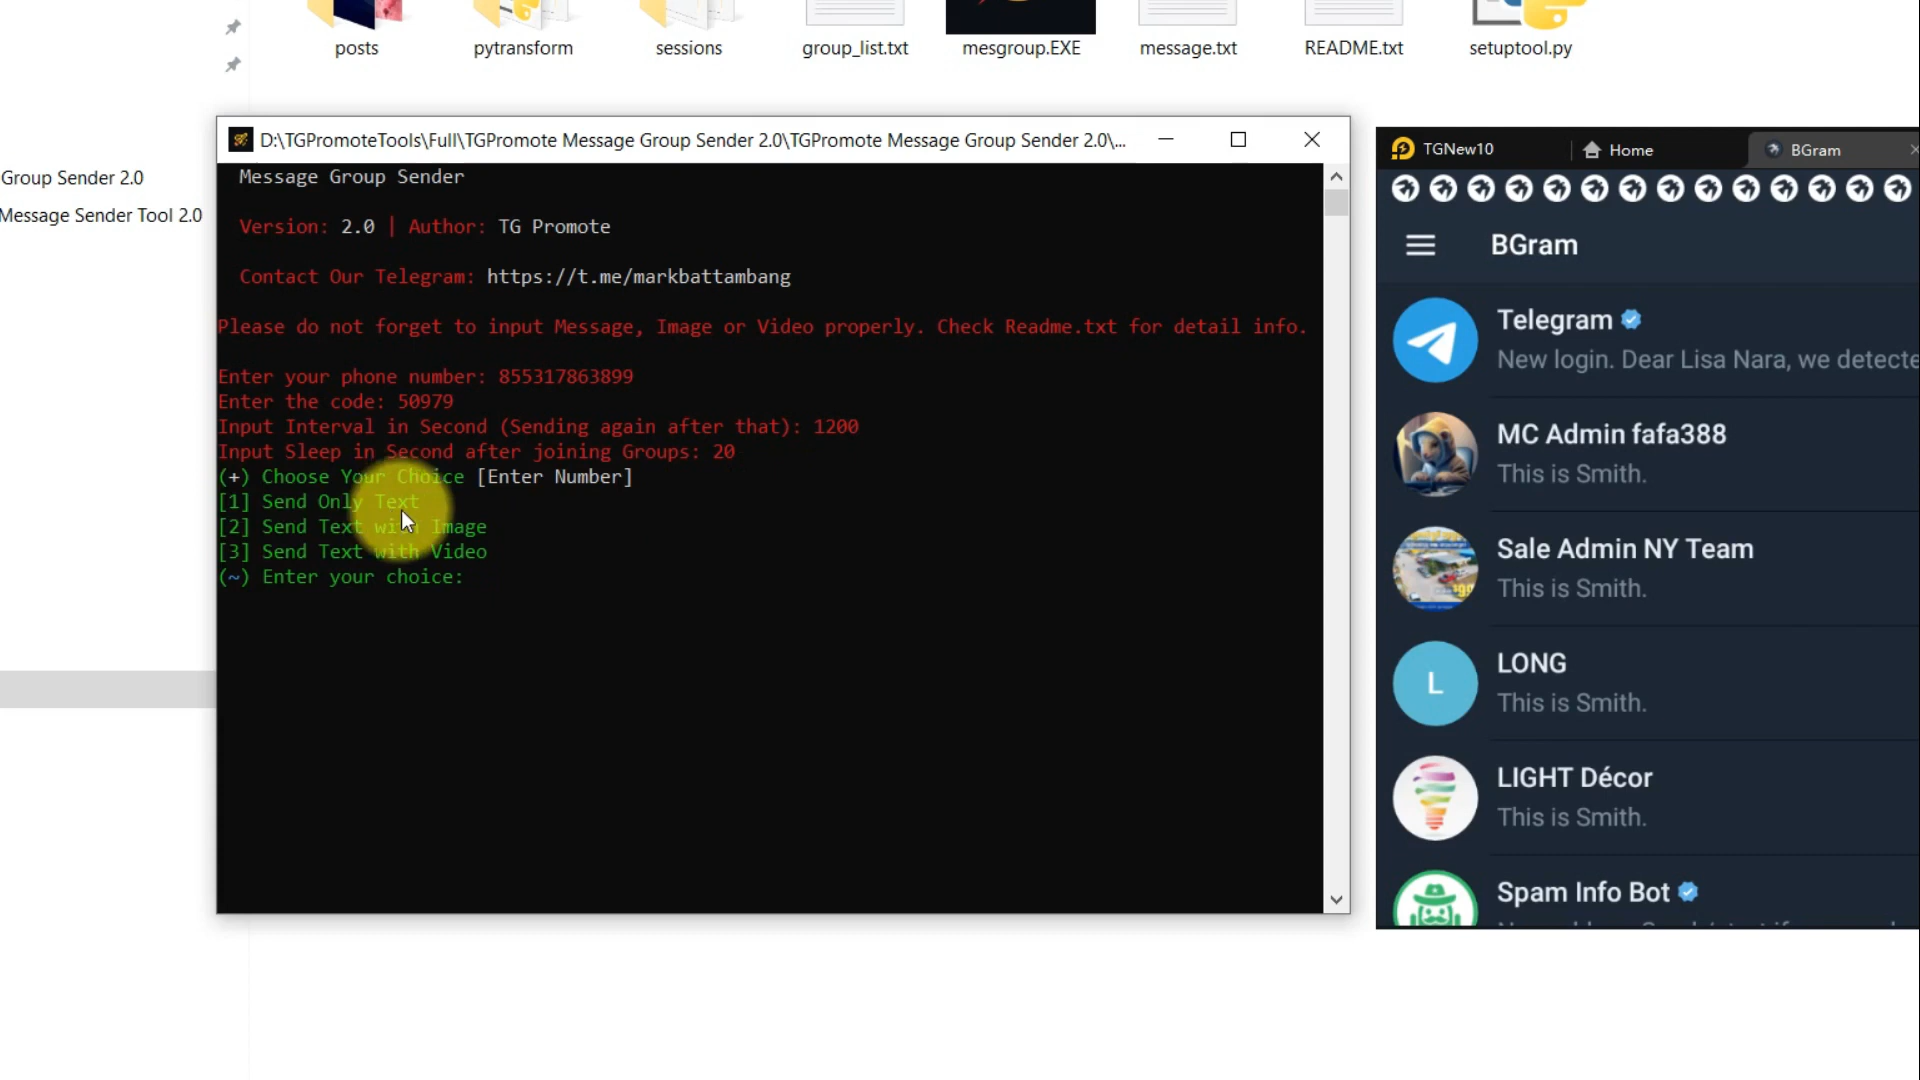 posts
pytransform
sessions
group_list.txt
mesgroup.EXE
message.txt
README.txt
setuptool.py
Group Sender 2.0
Message Sender Tool 2.0
D:\TGPromoteTools\Full\TGPromote Message Group Sender 2.0\TGPromote Message Group Sender 2.0\...
Message Group Sender
Version: 2.0 | Author: TG Promote
Contact Our Telegram: https://t.me/markbattambang
Please do not forget to input Message, Image or Video properly. Check Readme.txt for detail info.
Enter your phone number: 855317863899
Enter the code: 50979
Input Interval in Second (Sending again after that): 1200
Input Sleep in Second after joining Groups: 20
(+) Choose Your Choice [Enter Number]
[1] Send Only Text
[2] Send Text with Image
[3] Send Text with Video
(~) Enter your choice:
TGNew10
Home
BGram
BGram
Telegram
New login. Dear Lisa Nara, we detecte
MC Admin fafa388
This is Smith.
Sale Admin NY Team
This is Smith.
L
LONG
This is Smith.
LIGHT Décor
This is Smith.
Spam Info Bot